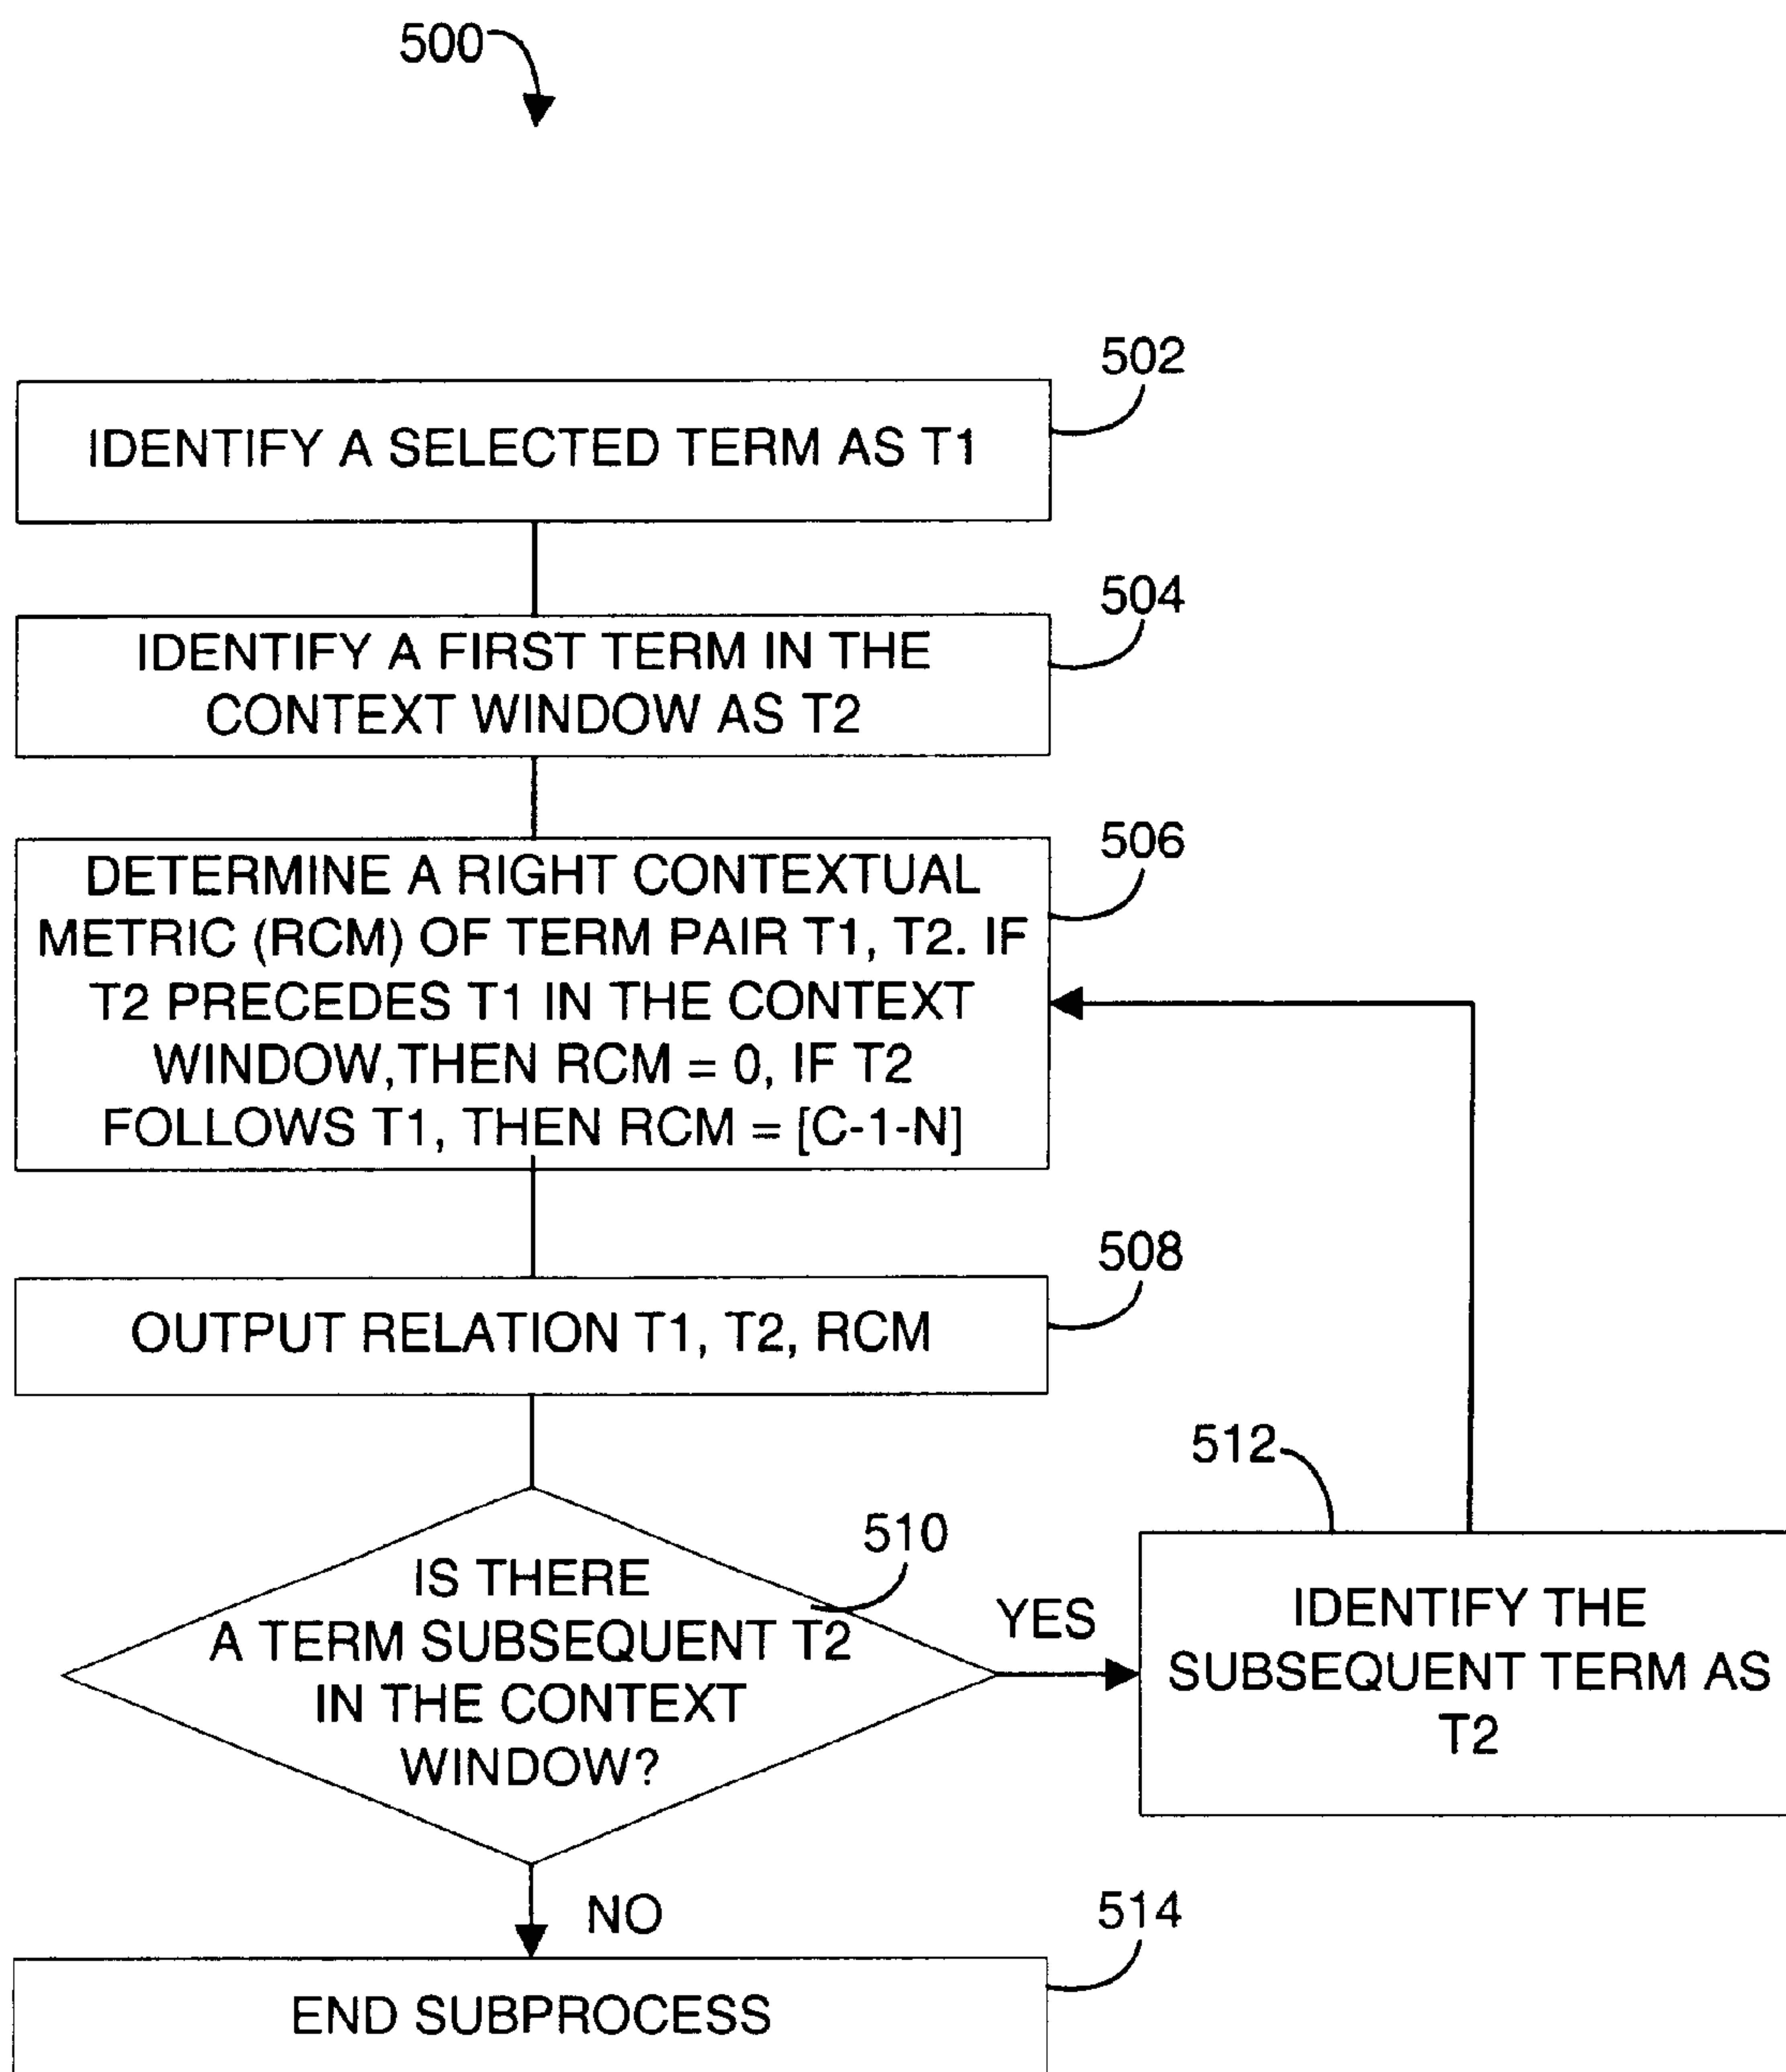 500
502
IDENTIFY A SELECTED TERM AS T1
504
IDENTIFY A FIRST TERM IN THE
CONTEXT WINDOW AS T2
506
DETERMINE A RIGHT CONTEXTUAL
METRIC (RCM) OF TERM PAIR T1, T2. IF
T2 PRECEDES T1 IN THE CONTEXT
WINDOW,THEN RCM = 0, IF T2
FOLLOWS T1, THEN RCM = [C-1-N]
508
OUTPUT RELATION T1, T2, RCM
510
IS THERE
A TERM SUBSEQUENT T2
IN THE CONTEXT
WINDOW?
YES
512
IDENTIFY THE
SUBSEQUENT TERM AS
T2
NO
514
END SUBPROCESS